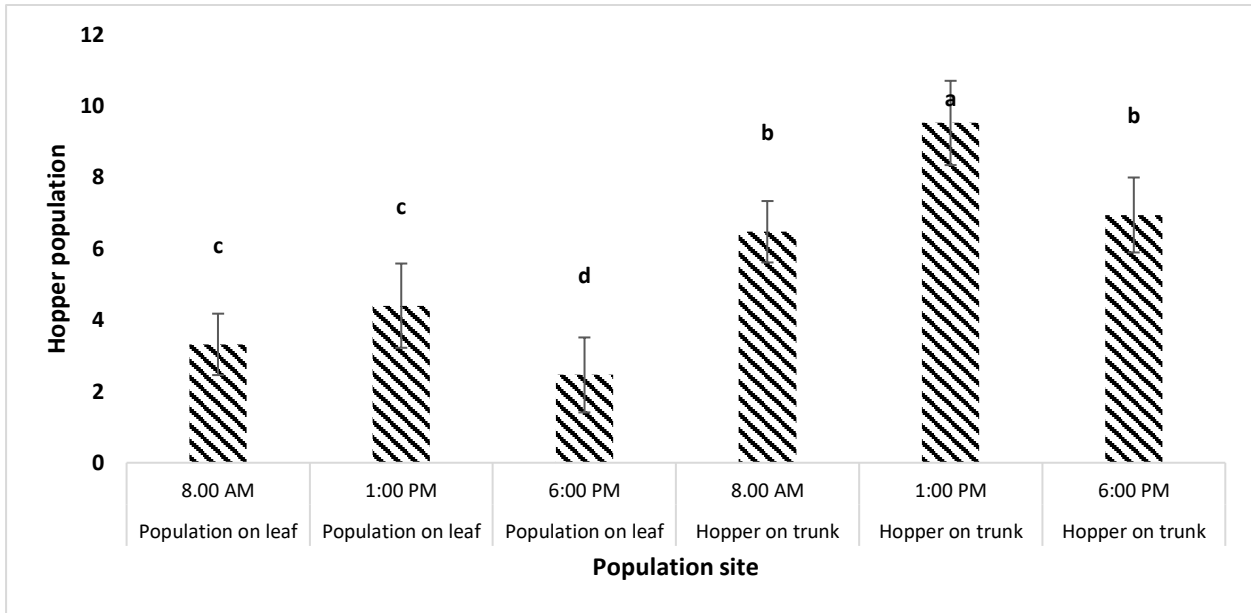 12
10
8
6
4
2
0
Hopper population
c
c
d
b
a
b
8.00 AM 1:00 PM 6:00 PM 8.00 AM 1:00 PM 6:00 PM
Population on leaf Population on leaf Population on leaf Hopper on trunk Hopper on trunk Hopper on trunk
Population site